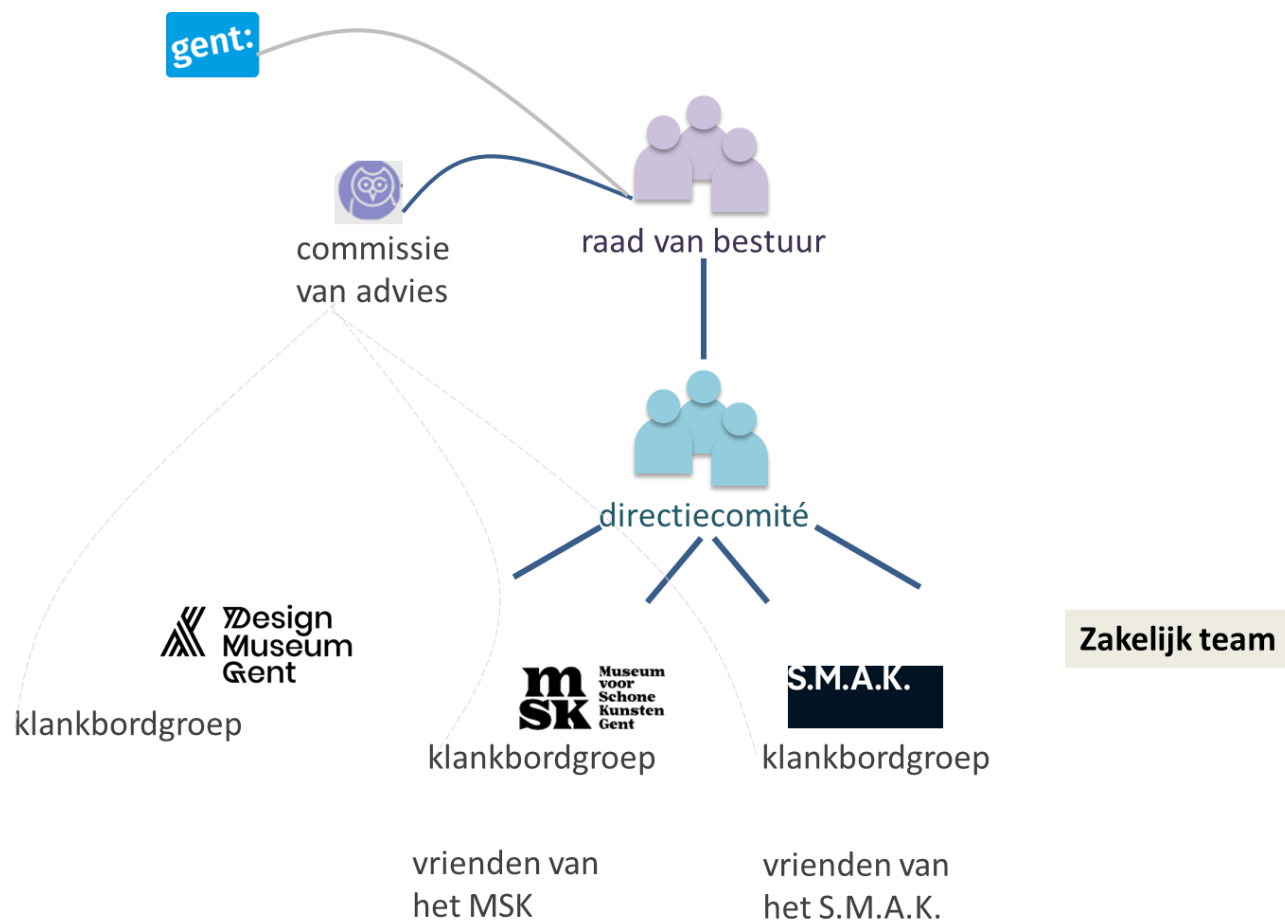 gent:
commissie
van advies
raad van bestuur
directiecomité
Design
Museum
Gent
klankbordgroep
msk
Museum
voor
Schone
Kunsten
Gent
klankbordgroep
S.M.A.K.
klankbordgroep
Zakelijk team
vrienden van
het MSK
vrienden van
het S.M.A.K.